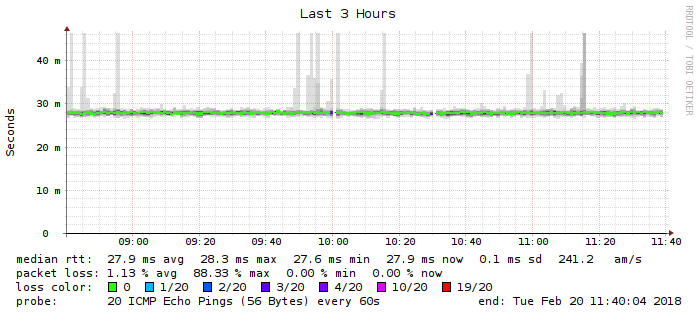 Last 3 Hours
RRDTOOL / TOBI OETIKER
Seconds
40 m
30 m
20 m
10 m
0
09:00 09:20 09:40 10:00 10:20 10:40 11:00 11:20 11:40
median rtt: 27.9 ms avg 28.3 ms max 27.6 ms min 27.9 ms now 0.1 ms sd 241.2 am/s
packet loss: 1.13 % avg 88.33 % max 0.00 % min 0.00 % now
loss color: 0 1/20 2/20 3/20 4/20 10/20 19/20
probe: 20 ICMP Echo Pings (56 Bytes) every 60s end: Tue Feb 20 11:40:04 2018